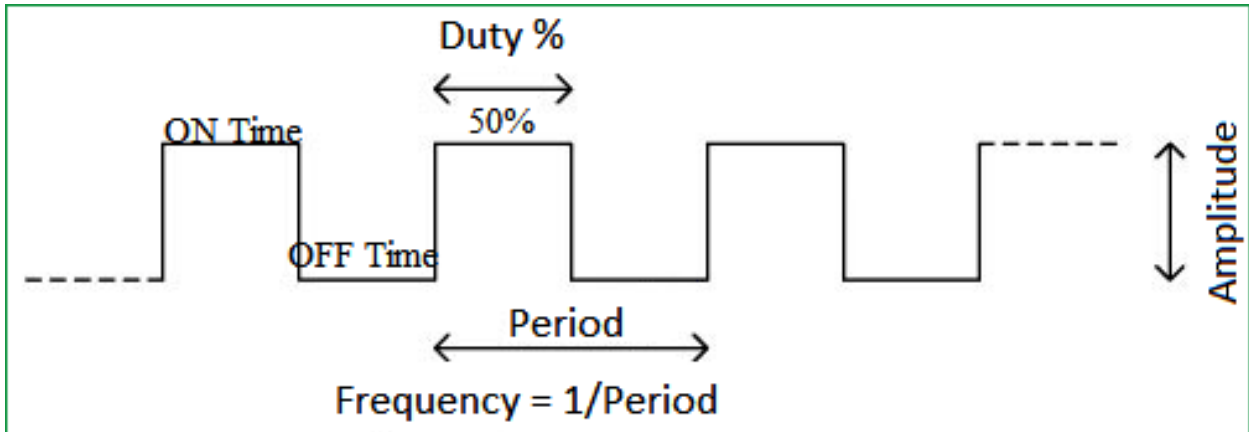 Duty %
50%
ON Time
OFF Time
Amplitude
Period
Frequency = 1/Period